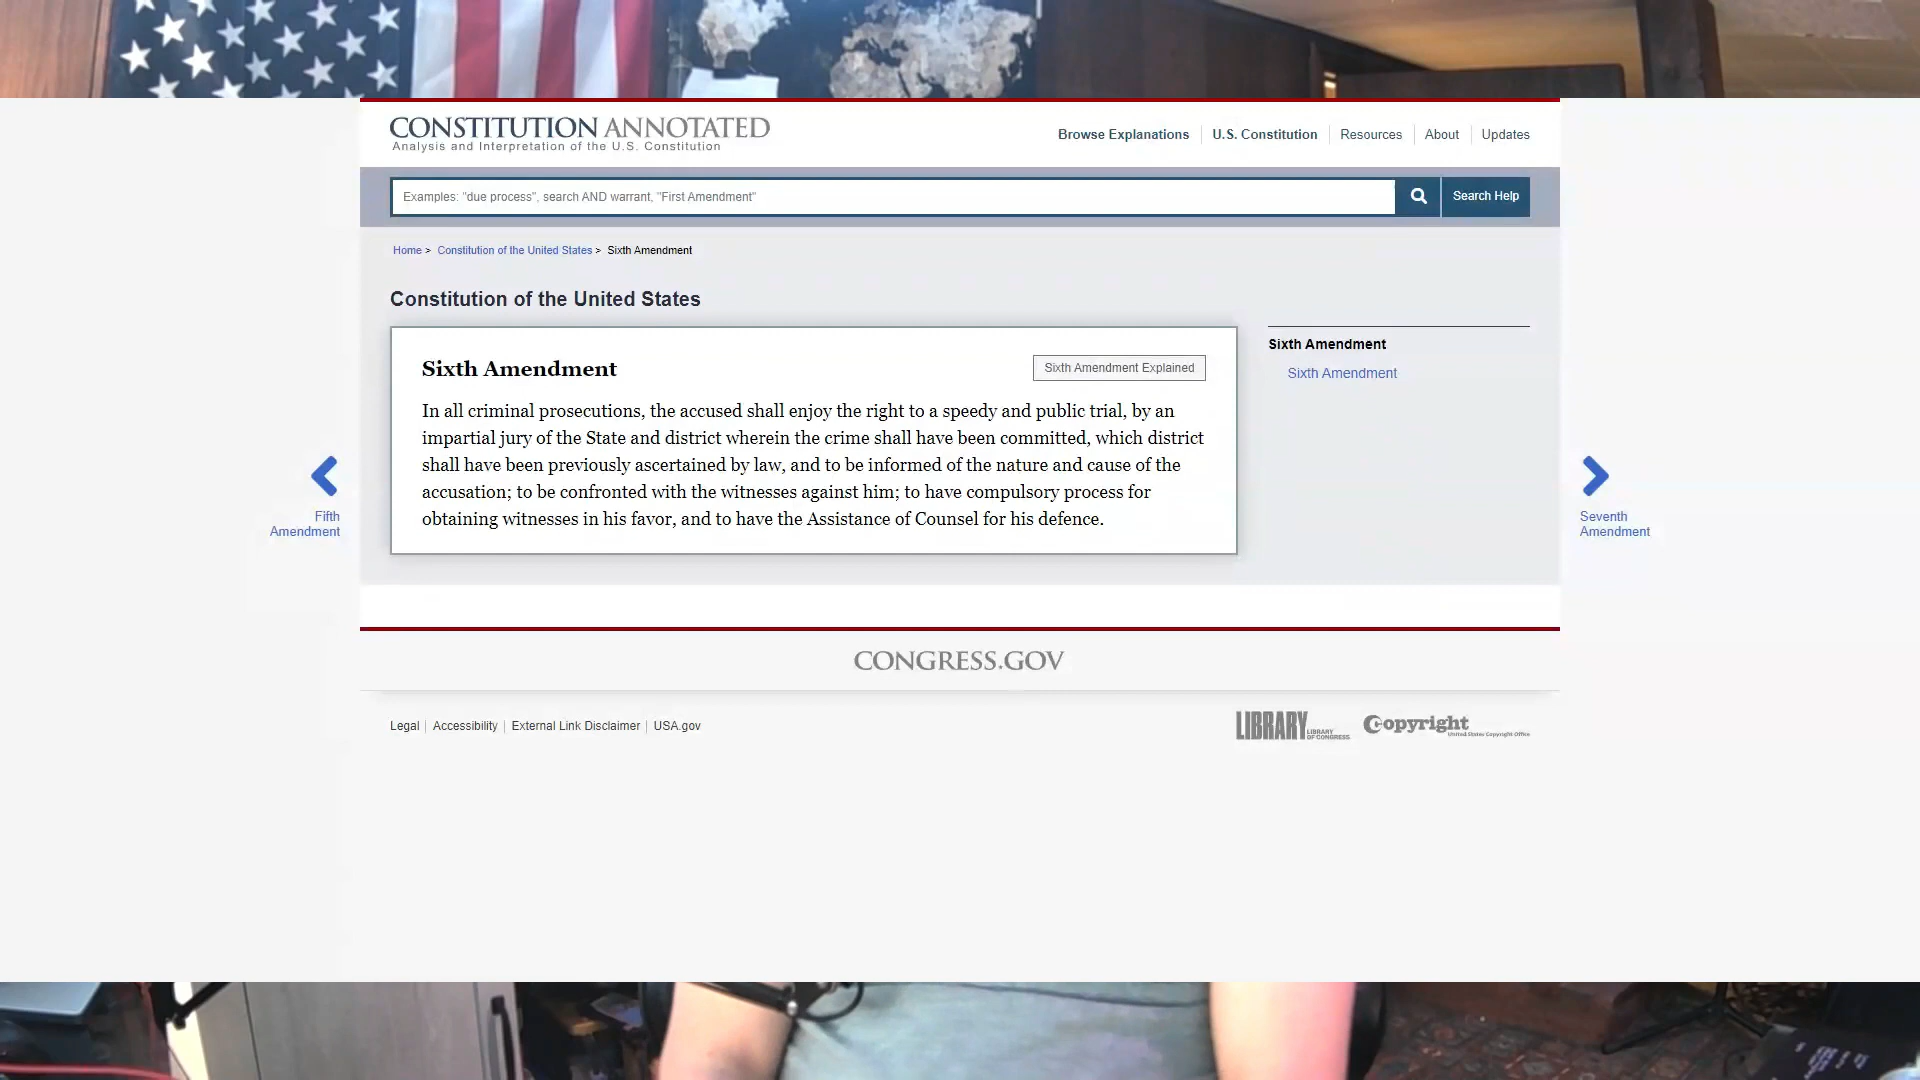 CONSTITUTION ANNOTATED
Analysis and Interpretation of the U.S. Constitution
Browse Explanations
U.S. Constitution
Resources
About
Updates
Examples: "due process", search AND warrant, "First Amendment"
Search Help
Home > Constitution of the United States > Sixth Amendment
Constitution of the United States
Sixth Amendment
Sixth Amendment Explained
In all criminal prosecutions, the accused shall enjoy the right to a speedy and public trial, by an
impartial jury of the State and district wherein the crime shall have been committed, which district
shall have been previously ascertained by law, and to be informed of the nature and cause of the
accusation; to be confronted with the witnesses against him; to have compulsory process for
obtaining witnesses in his favor, and to have the Assistance of Counsel for his defence.
Sixth Amendment
Sixth Amendment
Fifth
Amendment
Seventh
Amendment
CONGRESS.GOV
Legal
Accessibility
External Link Disclaimer
USA.gov
LIBRARY
LIBRARY
OF CONGRESS
Copyright
United States Copyright Office